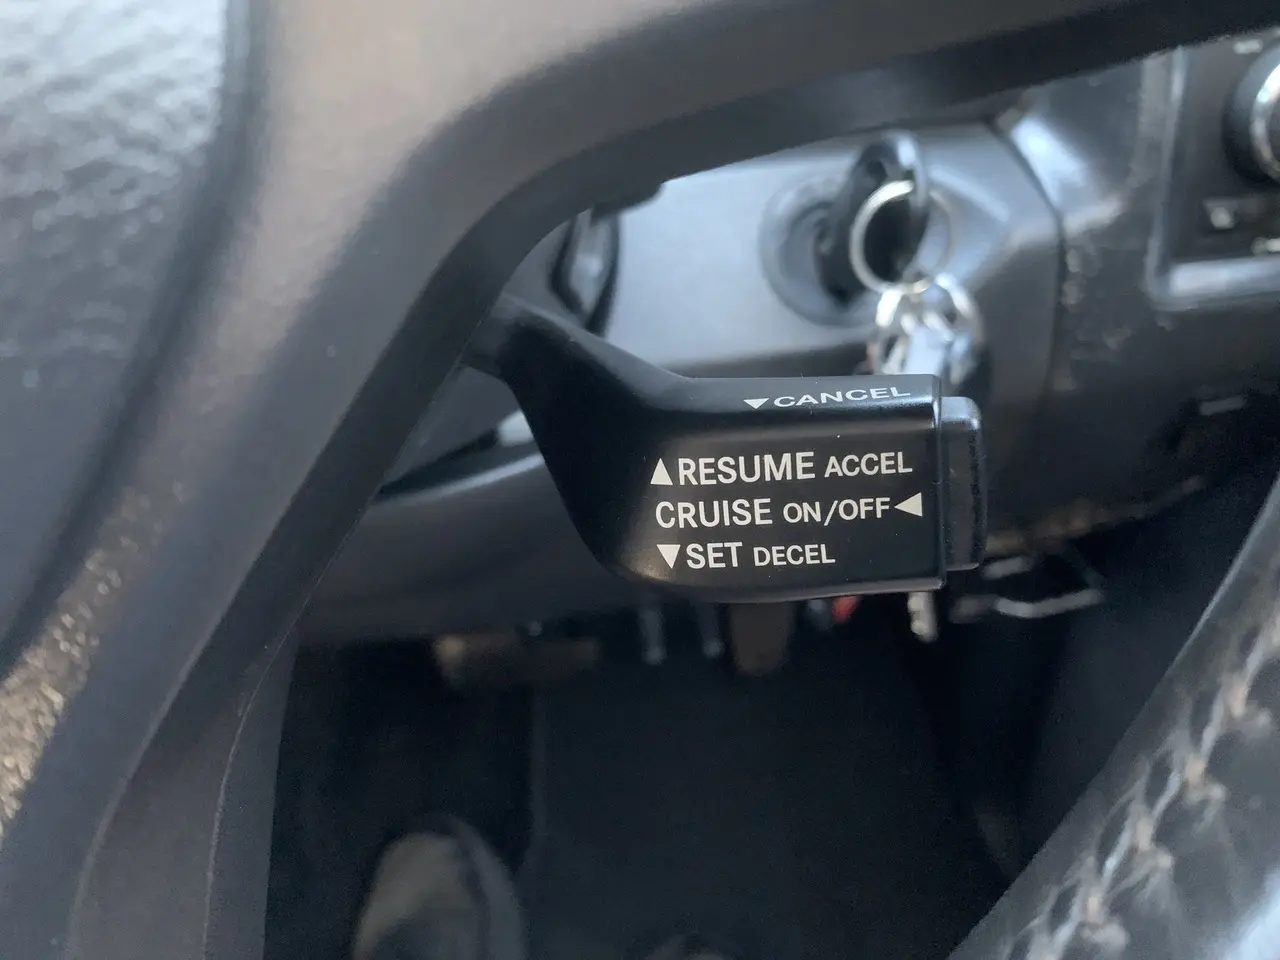 ▼CANCEL
▲RESUME ACCEL
CRUISE ON/OFF◀
▼SET DECEL